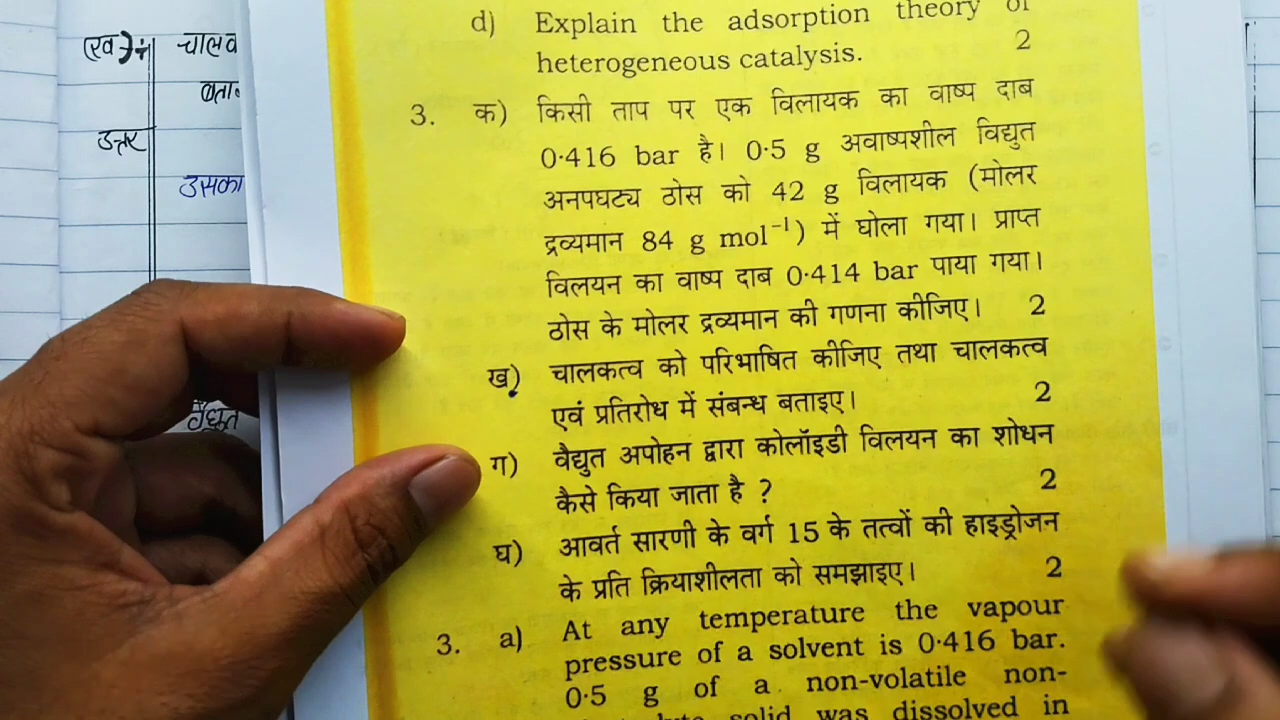 d) Explain the adsorption theory of
heterogeneous catalysis. 2
3. क) किसी ताप पर एक विलायक का वाष्प दाब
0·416 bar है। 0·5 g अवाष्पशील विद्युत
अनपघट्य ठोस को 42 g विलायक (मोलर
द्रव्यमान 84 g mol⁻¹) में घोला गया। प्राप्त
विलयन का वाष्प दाब 0·414 bar पाया गया।
ठोस के मोलर द्रव्यमान की गणना कीजिए। 2
ख) चालकत्व को परिभाषित कीजिए तथा चालकत्व
एवं प्रतिरोध में संबन्ध बताइए। 2
ग) वैद्युत अपोहन द्वारा कोलॉइडी विलयन का शोधन
कैसे किया जाता है ? 2
घ) आवर्त सारणी के वर्ग 15 के तत्वों की हाइड्रोजन
के प्रति क्रियाशीलता को समझाइए। 2
3. a) At any temperature the vapour
pressure of a solvent is 0·416 bar.
0·5 g of a non-volatile non-
solid was dissolved in
उत्तर
उसका
वैद्युत